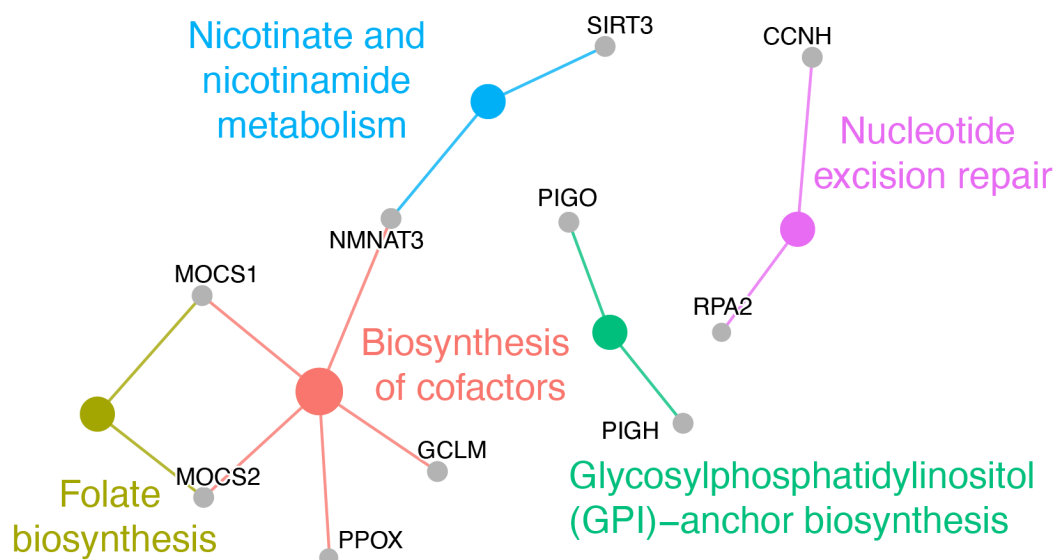 SIRT3
Nicotinate and
nicotinamide
metabolism
CCNH
Nucleotide
excision repair
PIGO
NMNAT3
MOCS1
RPA2
Biosynthesis
of cofactors
PIGH
GCLM
MOCS2
Glycosylphosphatidylinositol
(GPI)−anchor biosynthesis
Folate
biosynthesis
PPOX